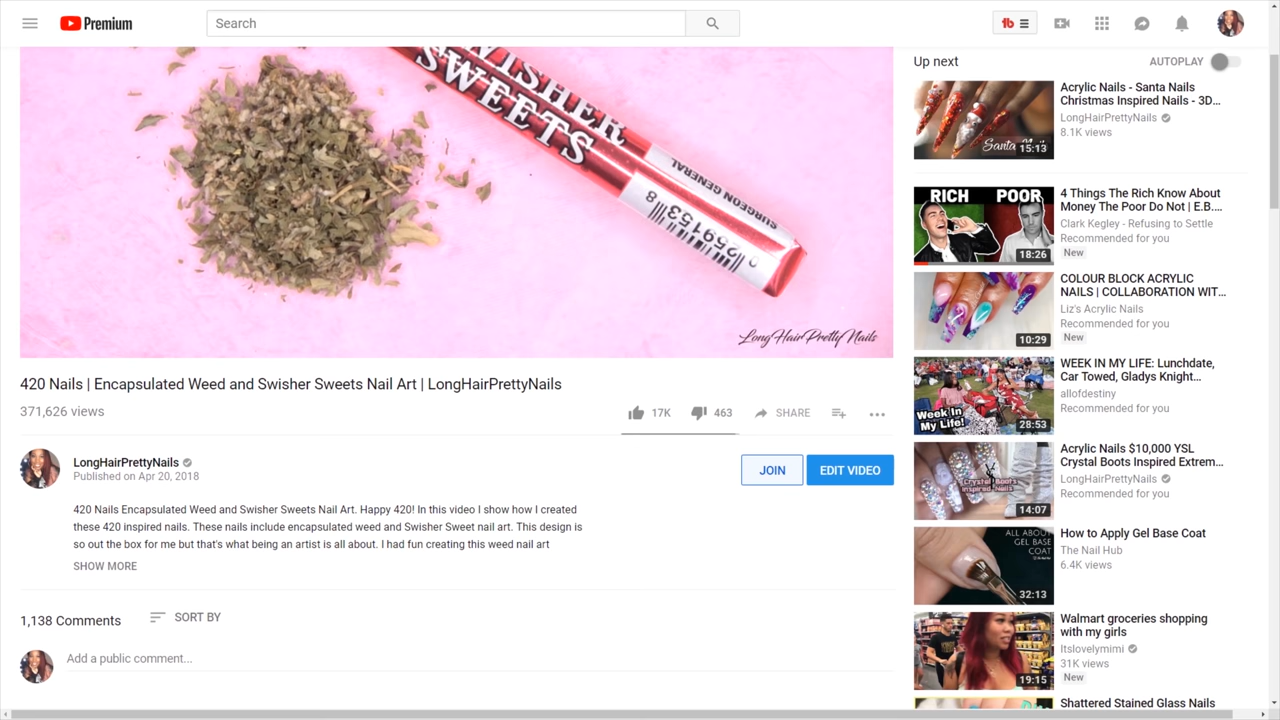 Premium
Search
SWISHER
SWEETS
SURGEON GENERAL
8
259153
0
LongHairPrettyNails
420 Nails | Encapsulated Weed and Swisher Sweets Nail Art | LongHairPrettyNails
371,626 views
17K
463
SHARE
LongHairPrettyNails
Published on Apr 20, 2018
JOIN
EDIT VIDEO
420 Nails Encapsulated Weed and Swisher Sweets Nail Art. Happy 420! In this video I show how I created
these 420 inspired nails. These nails include encapsulated weed and Swisher Sweet nail art. This design is
so out the box for me but that's what being an artist is all about. I had fun creating this weed nail art
SHOW MORE
1,138 Comments
SORT BY
Add a public comment...
Up next
AUTOPLAY
Santa Nails
15:13
Acrylic Nails - Santa Nails
Christmas Inspired Nails - 3D...
LongHairPrettyNails
8.1K views
RICH
POOR
18:26
4 Things The Rich Know About
Money The Poor Do Not | E.B....
Clark Kegley - Refusing to Settle
Recommended for you
New
10:29
COLOUR BLOCK ACRYLIC
NAILS | COLLABORATION WIT...
Liz's Acrylic Nails
Recommended for you
New
Week In
My Life!
28:53
WEEK IN MY LIFE: Lunchdate,
Car Towed, Gladys Knight...
allofdestiny
Recommended for you
Crystal Boots
Inspired Nails
14:07
Acrylic Nails $10,000 YSL
Crystal Boots Inspired Extrem...
LongHairPrettyNails
Recommended for you
ALL ABOUT
GEL BASE
COAT
32:13
How to Apply Gel Base Coat
The Nail Hub
6.4K views
19:15
Walmart groceries shopping
with my girls
Itslovelymimi
31K views
New
Shattered Stained Glass Nails